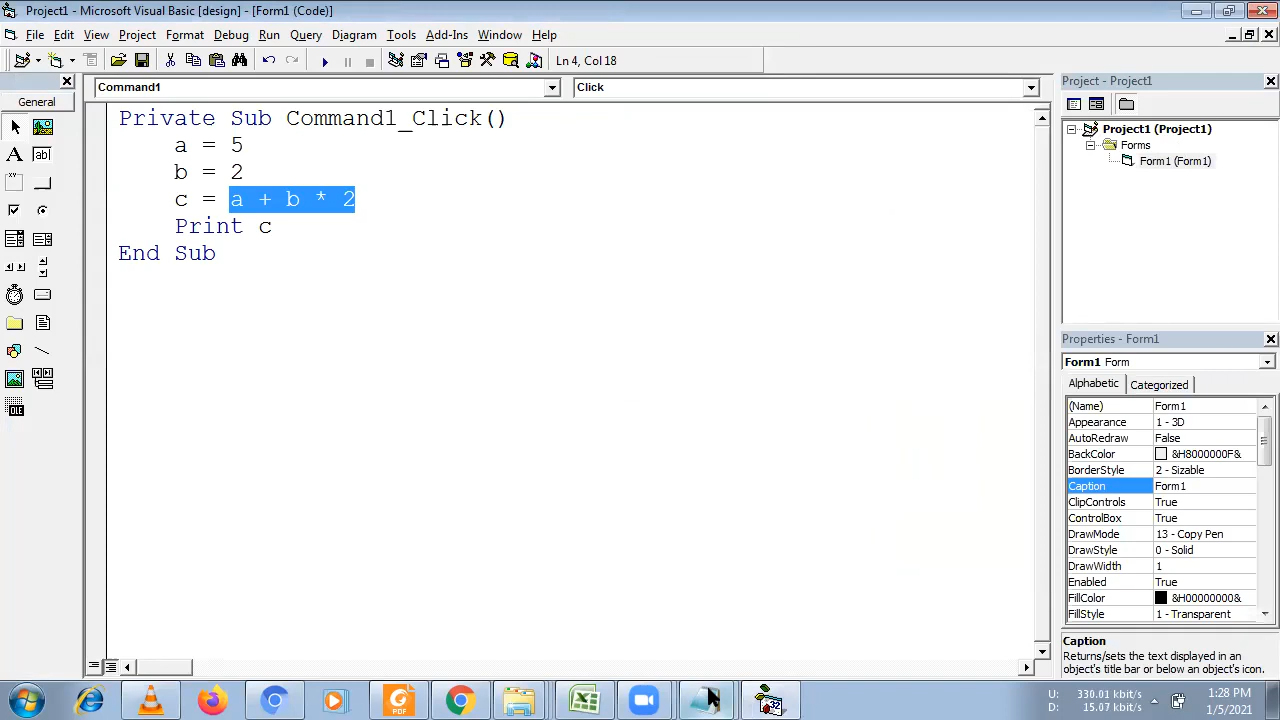 Project1 - Microsoft Visual Basic [design] - [Form1 (Code)]
File Edit View Project Format Debug Run Query Diagram Tools Add-Ins Window Help
Ln 4, Col 18
General
Command1
Click
Private Sub Command1_Click()
a = 5
b = 2
c = a + b * 2
Print c
End Sub
Project - Project1
Project1 (Project1)
Forms
Form1 (Form1)
Properties - Form1
Form1 Form
Alphabetic Categorized
(Name) Form1
Appearance 1 - 3D
AutoRedraw False
BackColor &H8000000F&
BorderStyle 2 - Sizable
Caption Form1
ClipControls True
ControlBox True
DrawMode 13 - Copy Pen
DrawStyle 0 - Solid
DrawWidth 1
Enabled True
FillColor &H00000000&
FillStyle 1 - Transparent
Caption
Returns/sets the text displayed in an
object's title bar or below an object's icon.
U: 330.01 kbit/s
D: 15.07 kbit/s
1:28 PM
1/5/2021